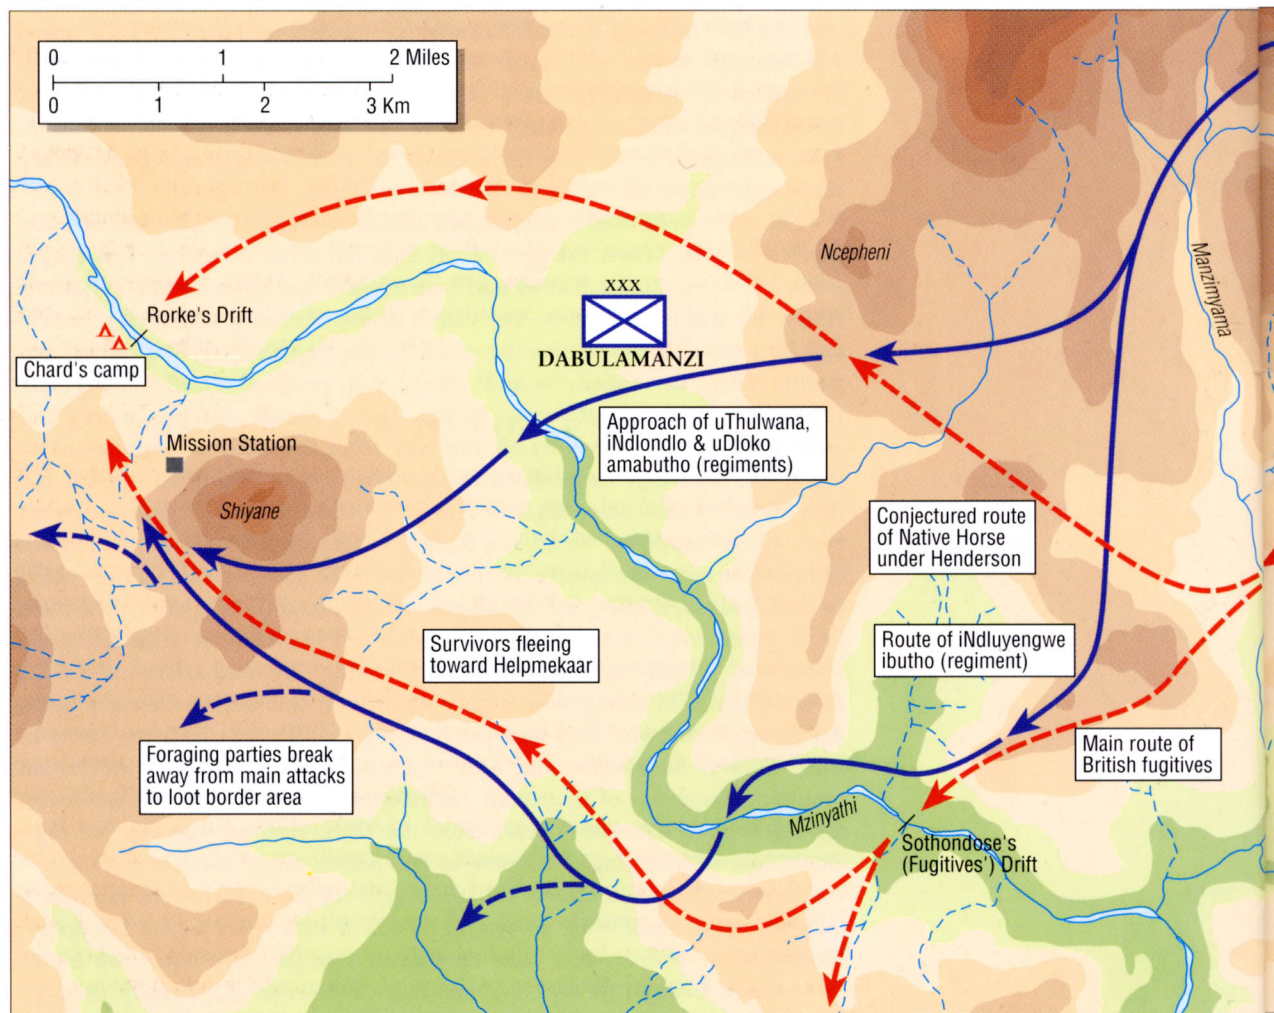 0 1 2 Miles
0 1 2 3 Km
Ncepheni
Manzimyama
XXX
DABULAMANZI
Rorke's Drift
Chard's camp
Mission Station
Shiyane
Approach of uThulwana,
iNdlondlo & uDloko
amabutho (regiments)
Conjectured route
of Native Horse
under Henderson
Survivors fleeing
toward Helpmekaar
Route of iNdluyengwe
ibutho (regiment)
Foraging parties break
away from main attacks
to loot border area
Main route of
British fugitives
Mzinyathi
Sothondose's
(Fugitives') Drift